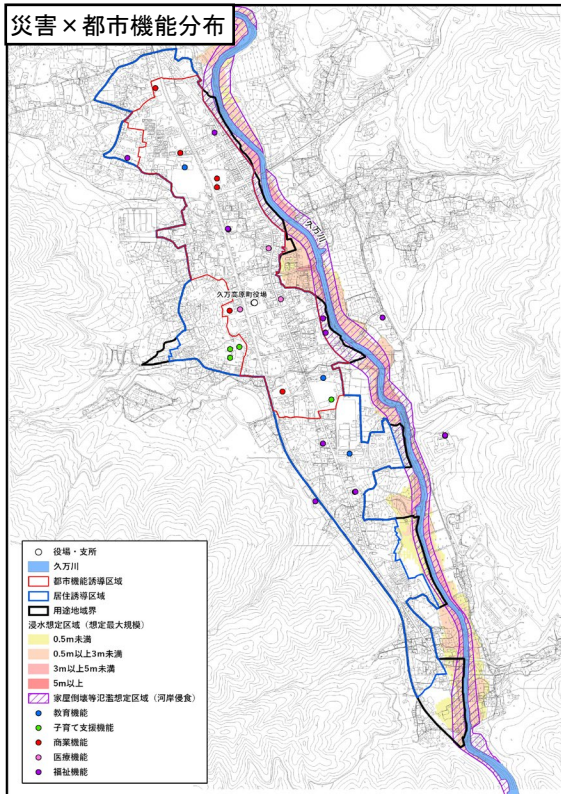 災害×都市機能分布
久万川
久万高原町役場
役場・支所
久万川
都市機能誘導区域
居住誘導区域
用途地域界
浸水想定区域(想定最大規模)
0.5m未満
0.5m以上3m未満
3m以上5m未満
5m以上
家屋倒壊等氾濫想定区域(河岸侵食)
教育機能
子育て支援機能
商業機能
医療機能
福祉機能